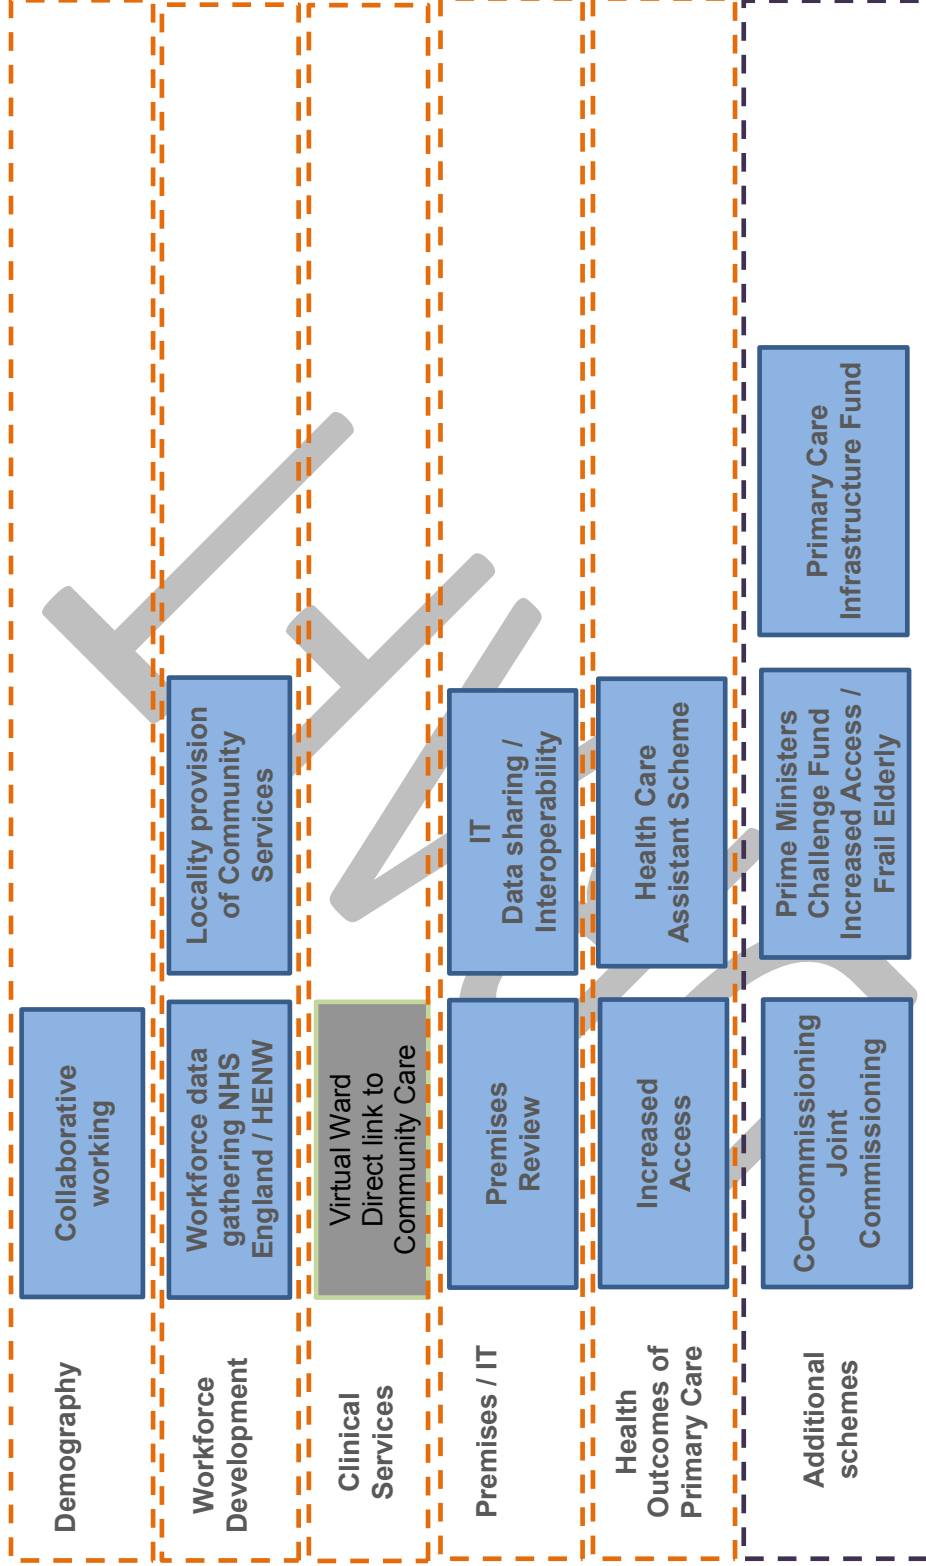 Demography
Collaborative
working
Workforce
Development
Workforce data
gathering NHS
England / HENW
Locality provision
of Community
Services
Clinical
Services
Virtual Ward
Direct link to
Community Care
Premises / IT
Premises
Review
IT
Data sharing /
Interoperability
Health
Outcomes of
Primary Care
Increased
Access
Health Care
Assistant Scheme
Additional
schemes
Co–commissioning
Joint
Commissioning
Prime Ministers
Challenge Fund
Increased Access /
Frail Elderly
Primary Care
Infrastructure Fund